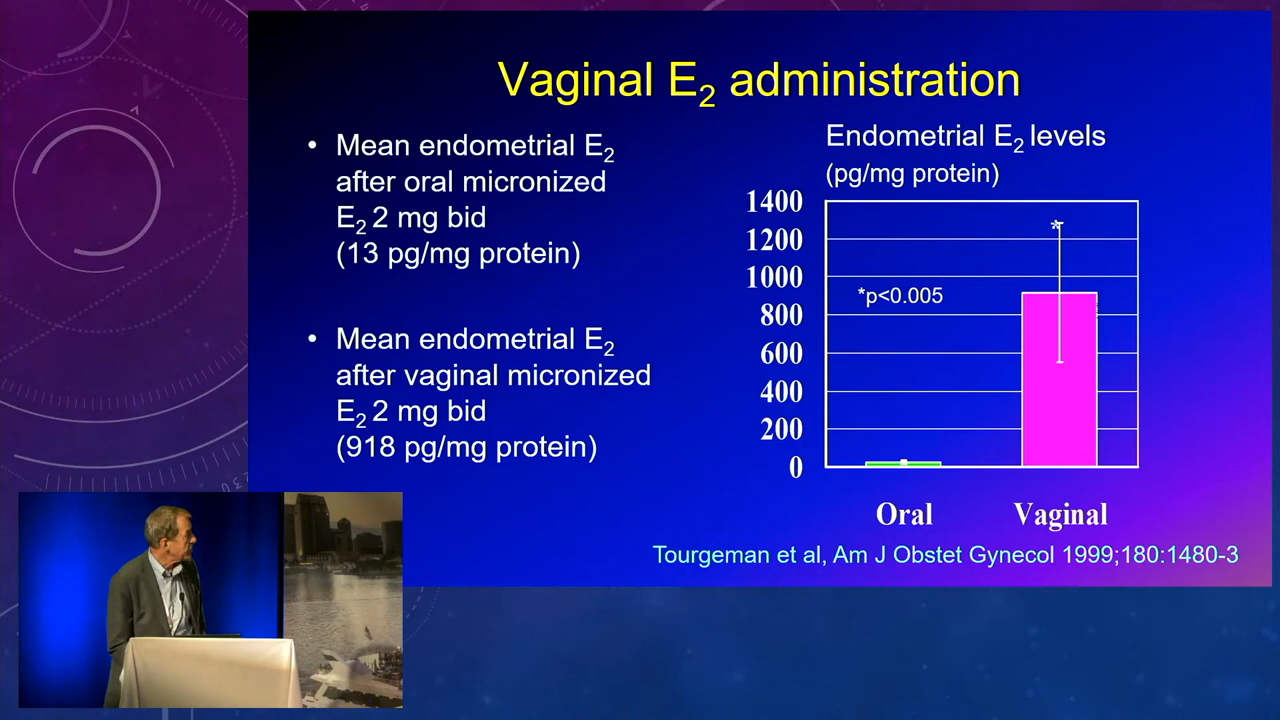 Vaginal E₂ administration
• Mean endometrial E₂
after oral micronized
E₂ 2 mg bid
(13 pg/mg protein)
• Mean endometrial E₂
after vaginal micronized
E₂ 2 mg bid
(918 pg/mg protein)
Endometrial E₂ levels
(pg/mg protein)
1400
1200
1000
800
600
400
200
0
*
*p<0.005
Oral
Vaginal
Tourgeman et al, Am J Obstet Gynecol 1999;180:1480-3